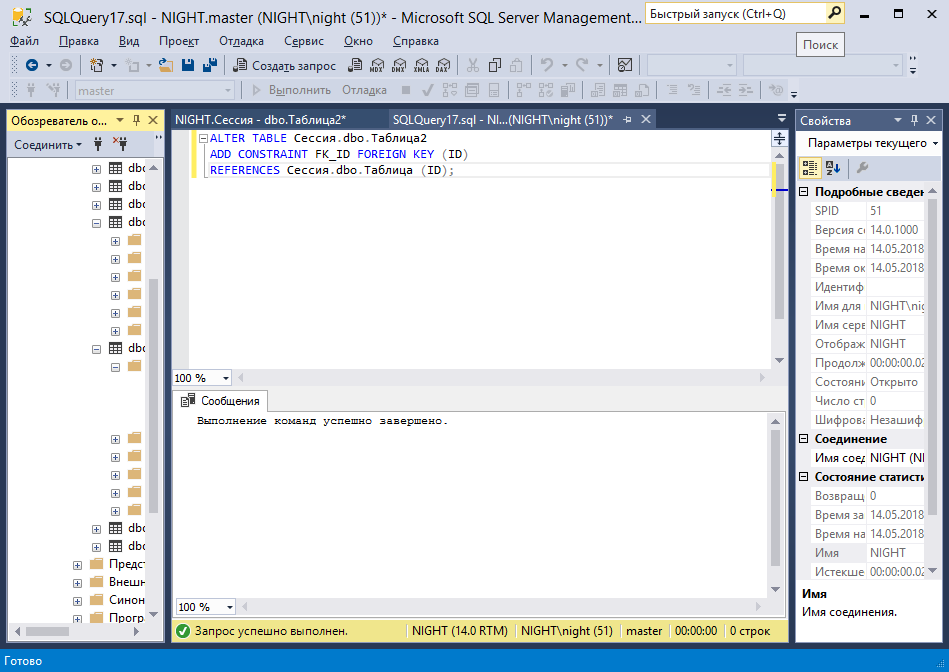 SQLQuery17.sql - NIGHT.master (NIGHT\night (51))* - Microsoft SQL Server Management...
Быстрый запуск (Ctrl+Q)
Файл Правка Вид Проект Отладка Сервис Окно Справка
Поиск
Создать запрос MDX DMX XMLA DAX
master Выполнить Отладка
Обозреватель о...
NIGHT.Сессия - dbo.Таблица2* SQLQuery17.sql - NI...(NIGHT\night (51))*
Свойства
Соединить
Параметры текущего
ALTER TABLE Сессия.dbo.Таблица2
ADD CONSTRAINT FK_ID FOREIGN KEY (ID)
REFERENCES Сессия.dbo.Таблица (ID);
dbo
dbo
dbo
dbo
dbo
dbo
dbo
Предст
Внешн
Синон
Прогр
100 %
Сообщения
Выполнение команд успешно завершено.
100 %
Запрос успешно выполнен. NIGHT (14.0 RTM) NIGHT\night (51) master 00:00:00 0 строк
Подробные сведен
SPID 51
Версия се 14.0.1000
Время на 14.05.2018
Время ок 14.05.2018
Идентиф
Имя для NIGHT\nig
Имя серв NIGHT
Отображ NIGHT
Продолж 00:00:00.02
Состояни Открыто
Число ст 0
Шифрова Незашиф
Соединение
Имя соед NIGHT (NI
Состояние статисти
Возвращ 0
Время за 14.05.2018
Время на 14.05.2018
Имя NIGHT
Истекше 00:00:00.02
Имя
Имя соединения.
Готово